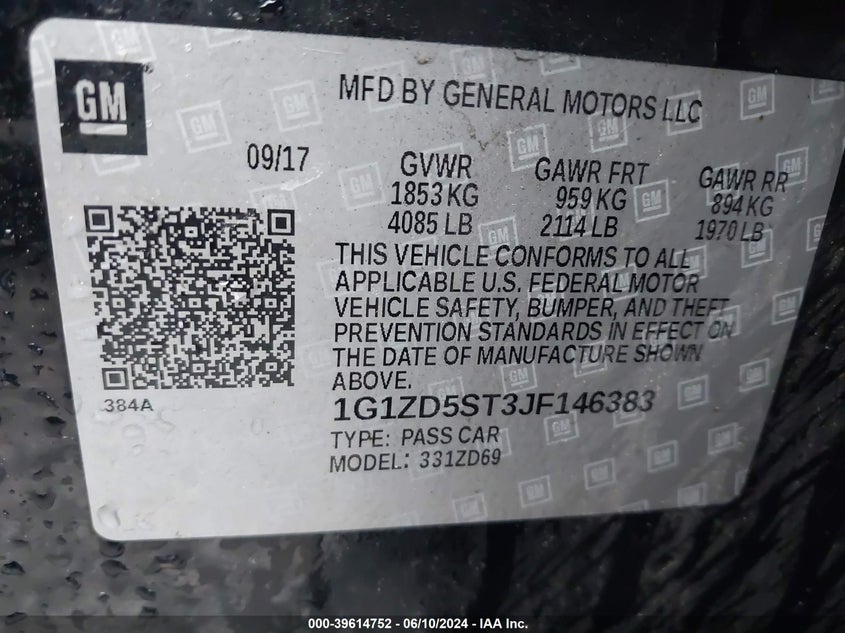 GM
MFD BY GENERAL MOTORS LLC
09/17
GVWR GAWR FRT GAWR RR
1853 KG 959 KG 894 KG
4085 LB 2114 LB 1970 LB
THIS VEHICLE CONFORMS TO ALL
APPLICABLE U.S. FEDERAL MOTOR
VEHICLE SAFETY, BUMPER, AND THEFT
PREVENTION STANDARDS IN EFFECT ON
THE DATE OF MANUFACTURE SHOWN
ABOVE.
384A
1G1ZD5ST3JF146383
TYPE: PASS CAR
MODEL: 331ZD69
000-39614752 - 06/10/2024 - IAA Inc.